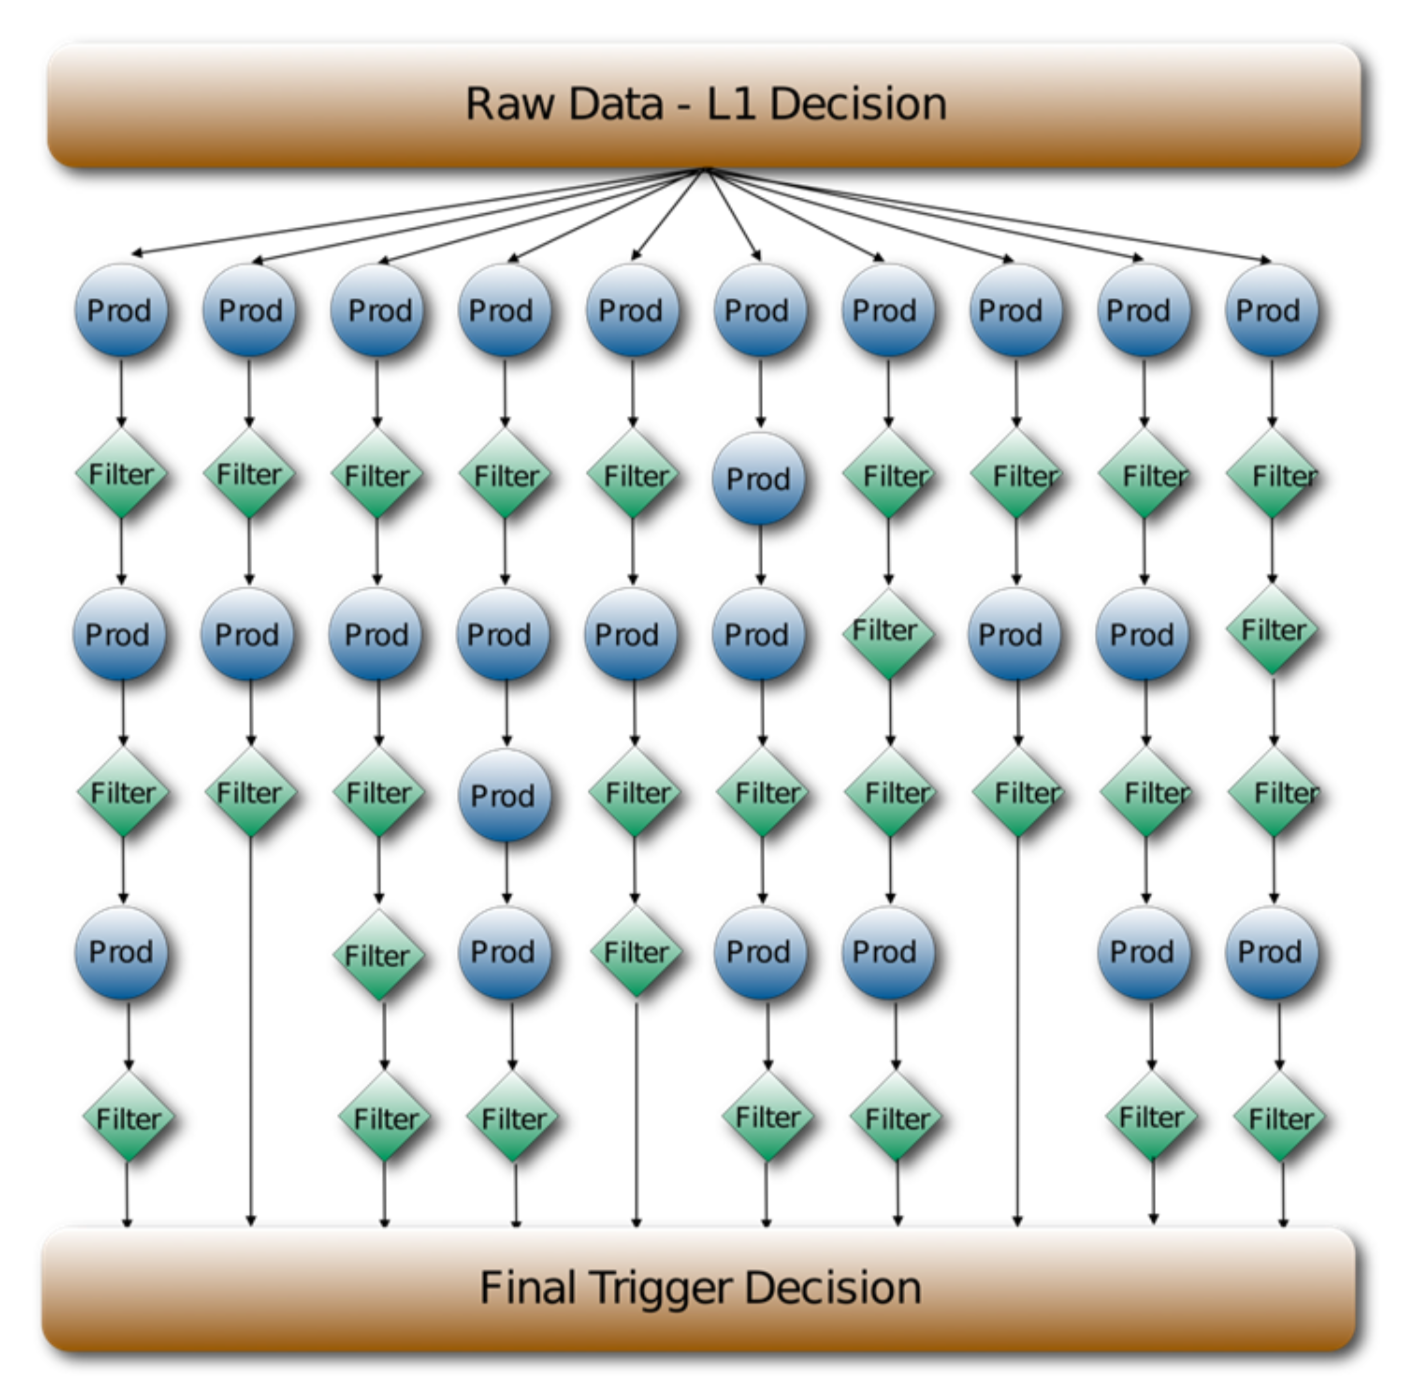 Raw Data - L1 Decision
Prod Prod Prod Prod Prod Prod Prod Prod Prod Prod
Filter Filter Filter Filter Filter Prod Filter Filter Filter Filter
Prod Prod Prod Prod Prod Prod Filter Prod Prod Filter
Filter Filter Filter Prod Filter Filter Filter Filter Filter Filter
Prod Filter Prod Filter Prod Prod Prod Prod
Filter Filter Filter Filter Filter Filter Filter
Final Trigger Decision